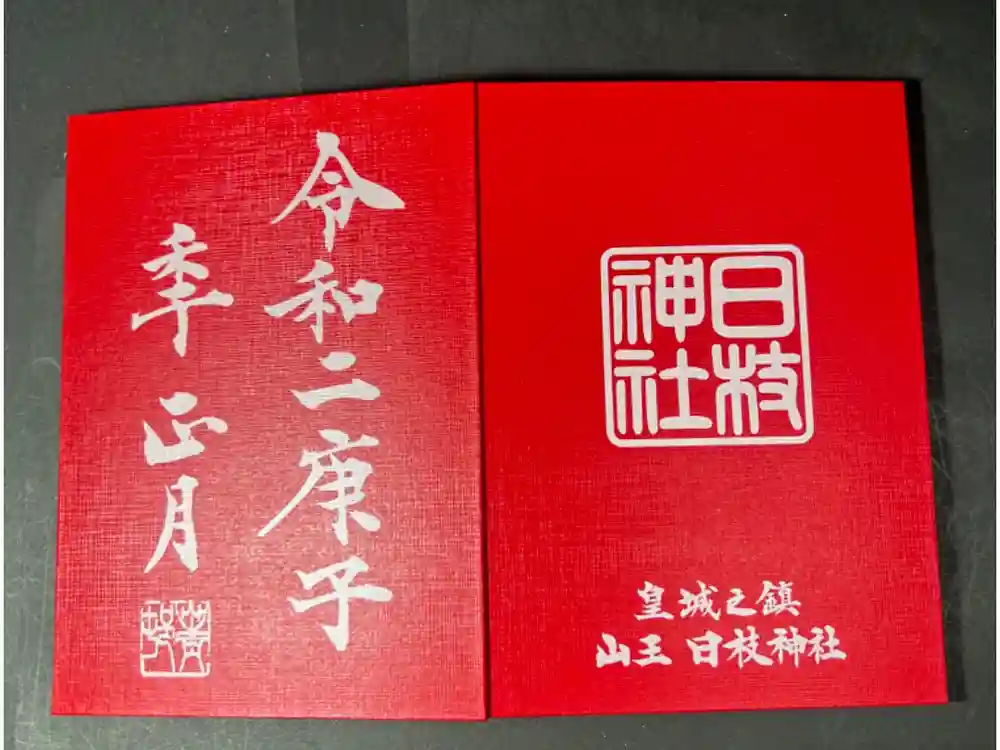 令和二庚子
秊 正月
日枝
神社
皇城之鎮
山王 日枝神社